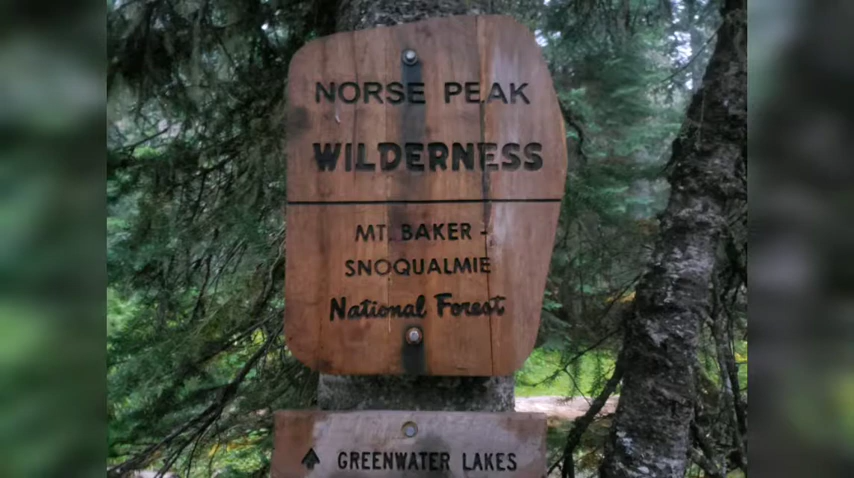 NORSE PEAK
WILDERNESS
MT. BAKER -
SNOQUALMIE
National Forest
GREENWATER LAKES